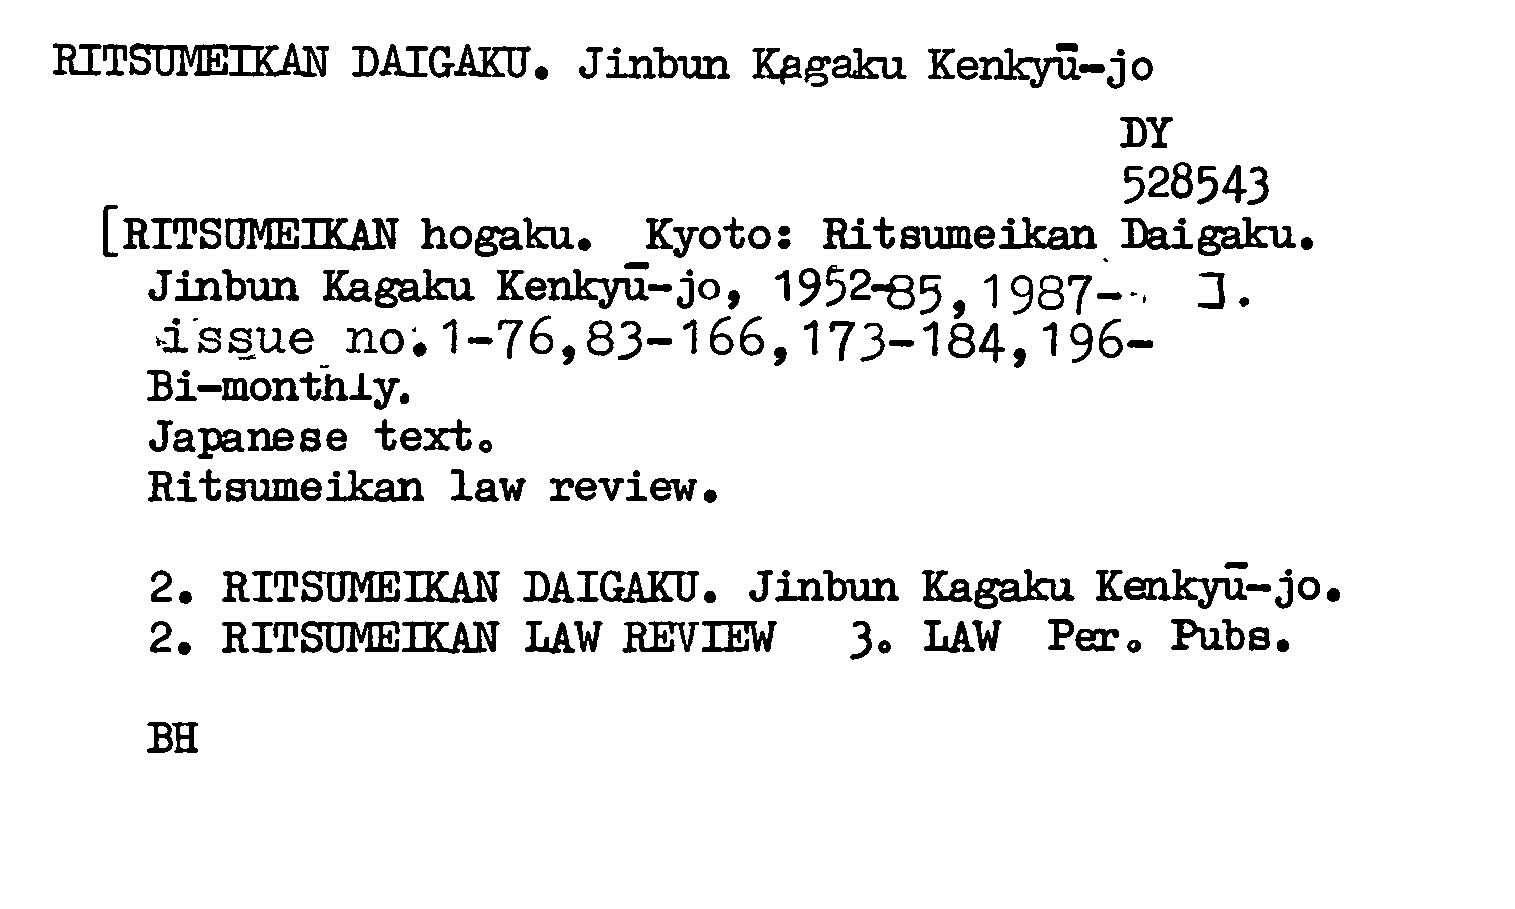 RITSUMEIKAN DAIGAKU. Jinbun Kagaku Kenkyū-jo
DY
528543
[RITSUMEIKAN hogaku. Kyoto: Ritsumeikan Daigaku.
Jinbun Kagaku Kenkyū-jo, 1952-85, 1987- ].
issue no. 1-76,83-166,173-184,196-
Bi-monthly.
Japanese text.
Ritsumeikan law review.
2. RITSUMEIKAN DAIGAKU. Jinbun Kagaku Kenkyū-jo.
2. RITSUMEIKAN LAW REVIEW 3. LAW Per. Pubs.
BH